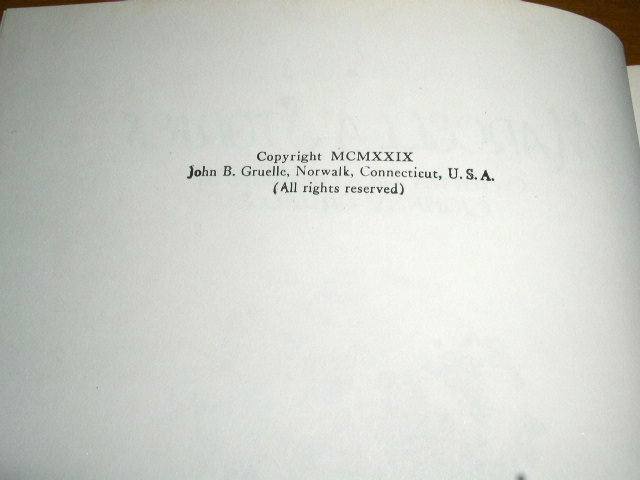 Copyright MCMXXIX
John B. Gruelle, Norwalk, Connecticut, U. S. A.
(All rights reserved)